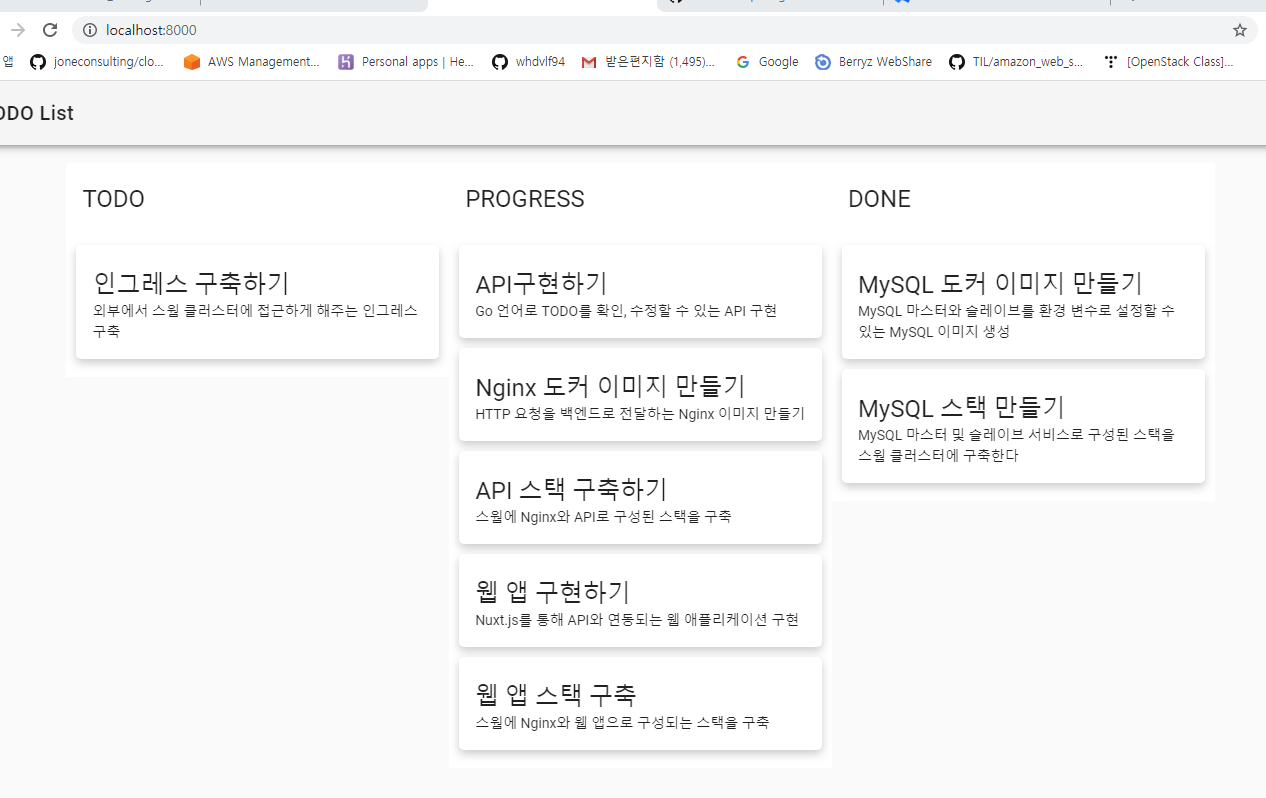 localhost:8000
앱
joneconsulting/clo...
AWS Management...
Personal apps | He...
whdvlf94
받은편지함 (1,495)...
Google
Berryz WebShare
TIL/amazon_web_s...
[OpenStack Class]...
ODO List
TODO
인그레스 구축하기
외부에서 스웜 클러스터에 접근하게 해주는 인그레스
구축
PROGRESS
API구현하기
Go 언어로 TODO를 확인, 수정할 수 있는 API 구현
Nginx 도커 이미지 만들기
HTTP 요청을 백엔드로 전달하는 Nginx 이미지 만들기
API 스택 구축하기
스웜에 Nginx와 API로 구성된 스택을 구축
웹 앱 구현하기
Nuxt.js를 통해 API와 연동되는 웹 애플리케이션 구현
웹 앱 스택 구축
스웜에 Nginx와 웹 앱으로 구성되는 스택을 구축
DONE
MySQL 도커 이미지 만들기
MySQL 마스터와 슬레이브를 환경 변수로 설정할 수
있는 MySQL 이미지 생성
MySQL 스택 만들기
MySQL 마스터 및 슬레이브 서비스로 구성된 스택을
스웜 클러스터에 구축한다